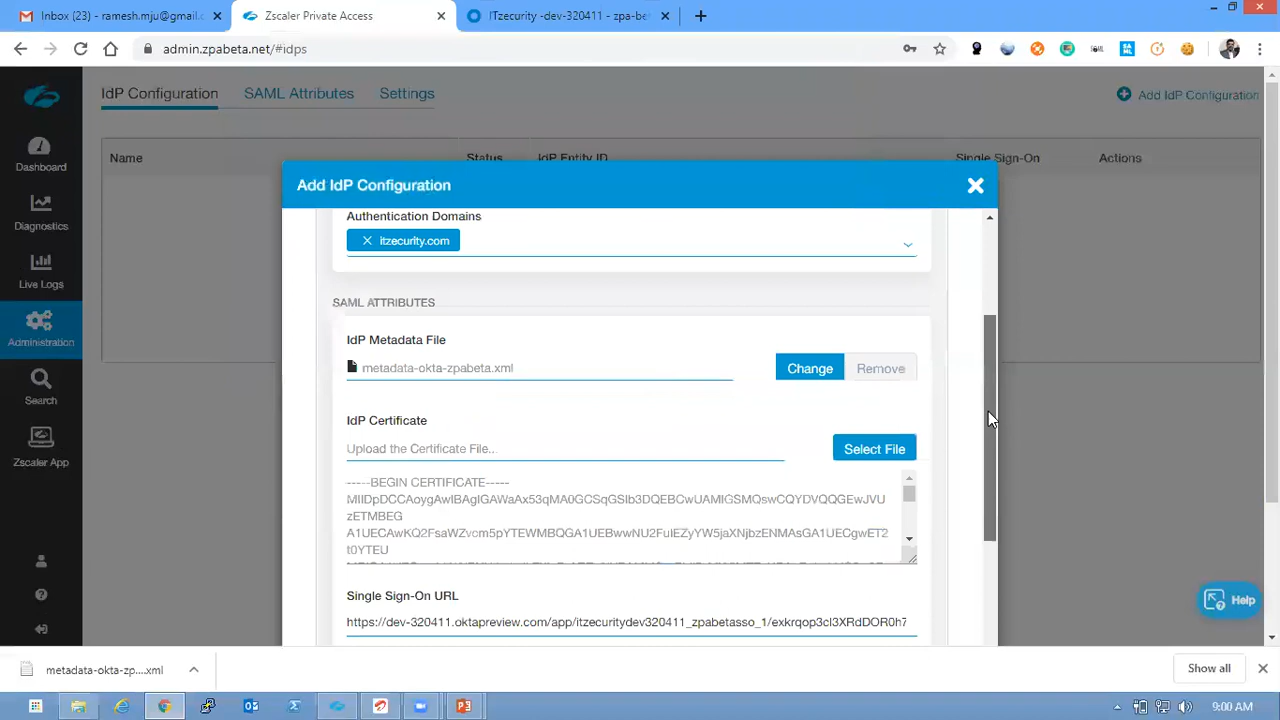 Inbox (23) - ramesh.mju@gmail.c
Zscaler Private Access
ITzecurity -dev-320411 - zpa-bet
admin.zpabeta.net/#idps
IdP Configuration
SAML Attributes
Settings
Add IdP Configuration
Name
Status
IdP Entity ID
Single Sign-On
Actions
Dashboard
Diagnostics
Live Logs
Administration
Search
Zscaler App
Add IdP Configuration
Authentication Domains
itzecurity.com
SAML ATTRIBUTES
IdP Metadata File
metadata-okta-zpabeta.xml
Change
Remove
IdP Certificate
Upload the Certificate File...
Select File
-----BEGIN CERTIFICATE-----
MIIDpDCCAoygAwIBAgIGAWaAx53qMA0GCSqGSIb3DQEBCwUAMIGSMQswCQYDVQQGEwJVU
zETMBEG
A1UECAwKQ2FsaWZvcm5pYTEWMBQGA1UEBwwNU2FuIEZyYW5jaXNjbzENMAsGA1UECgwET2
t0YTEU
Single Sign-On URL
https://dev-320411.oktapreview.com/app/itzecuritydev320411_zpabetasso_1/exkrqop3cl3XRdDOR0h7
Help
metadata-okta-zp....xml
Show all
9:00 AM